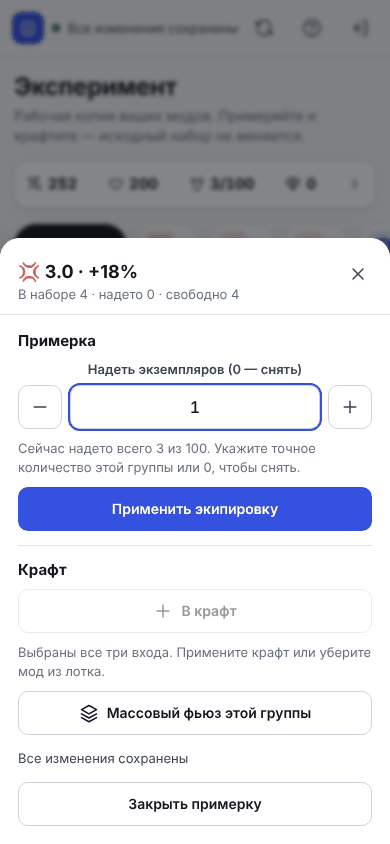 Все изменения сохранены
Эксперимент
Рабочая копия ваших модов. Примеряйте и
крафтите — исходный набор не меняется.
252 200 3/100 0
3.0 · +18%
В наборе 4 · надето 0 · свободно 4
Примерка
Надеть экземпляров (0 — снять)
1
Сейчас надето всего 3 из 100. Укажите точное
количество этой группы или 0, чтобы снять.
Применить экипировку
Крафт
В крафт
Выбраны все три входа. Примените крафт или уберите
мод из лотка.
Массовый фьюз этой группы
Все изменения сохранены
Закрыть примерку